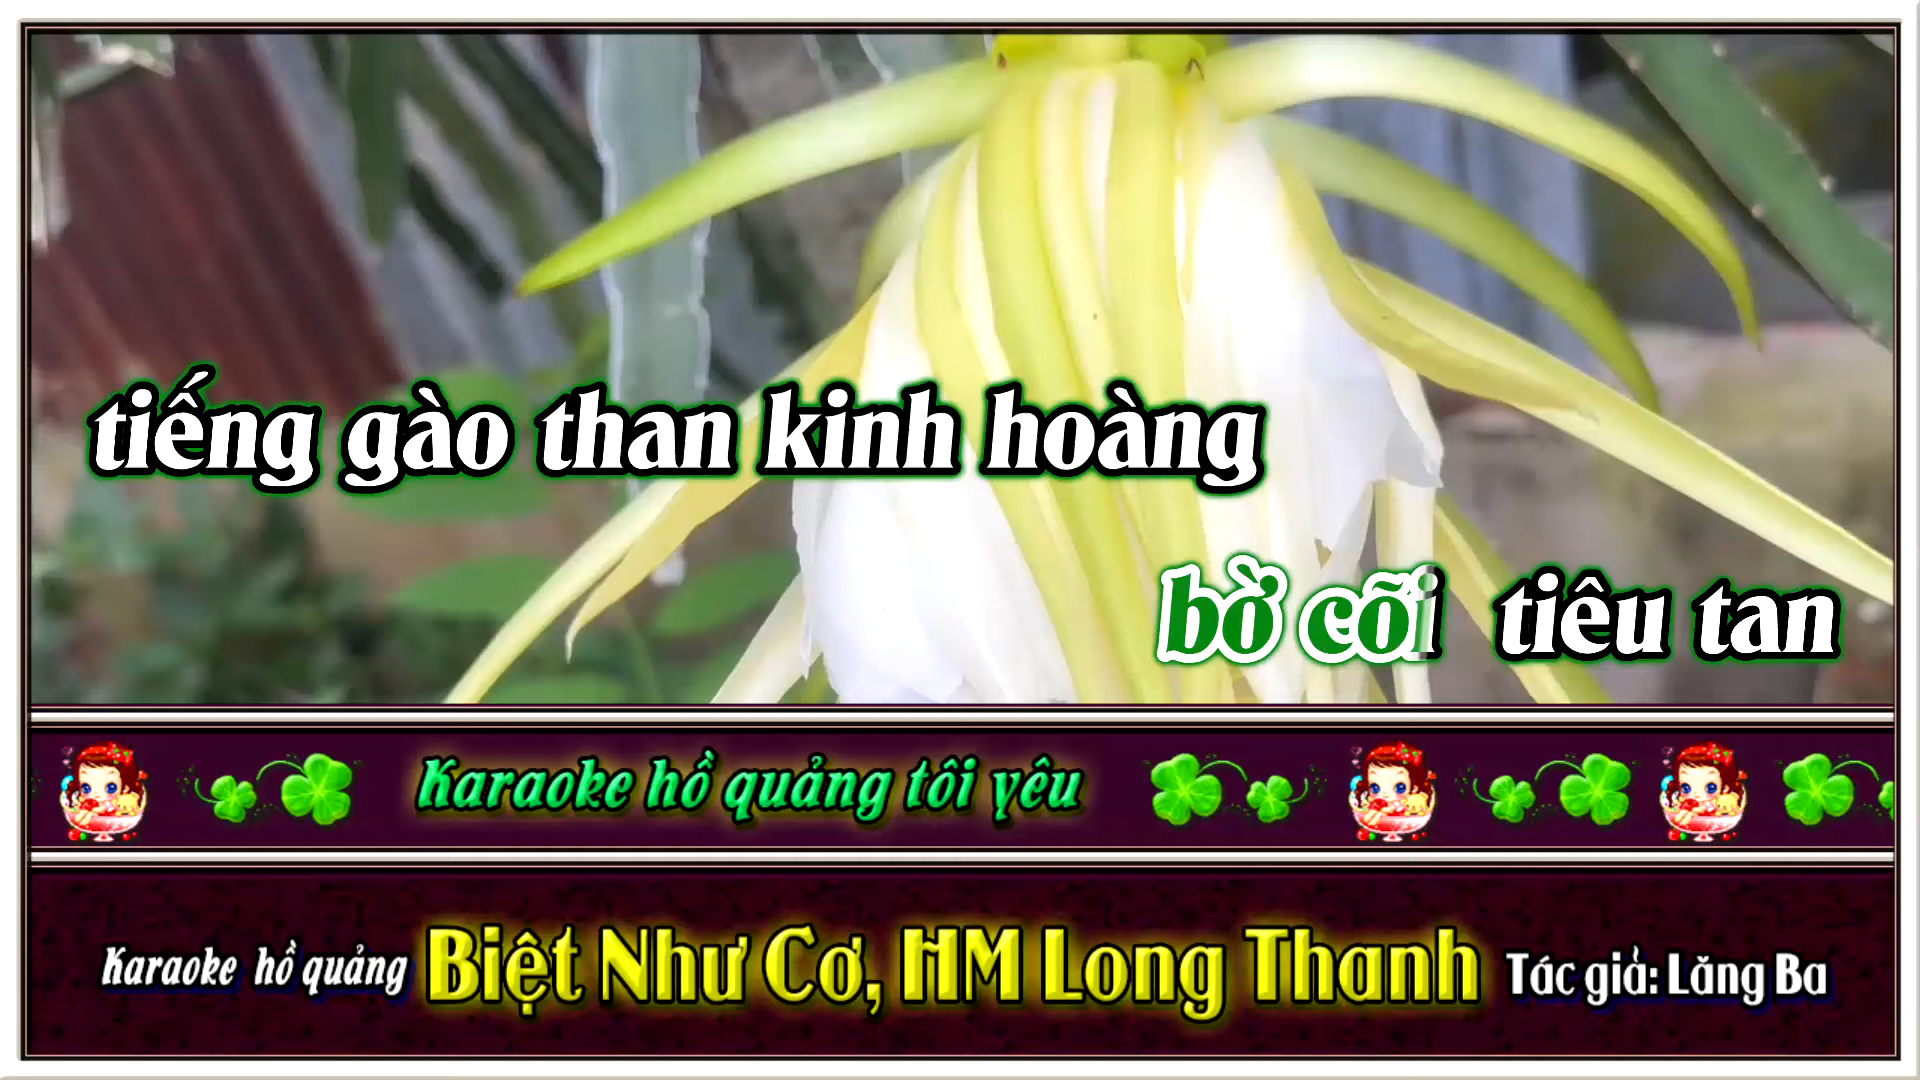 tiếng gào than kinh hoàng
bờ cõi tiêu tan
Karaoke hồ quảng tôi yêu
Karaoke hồ quảng Biệt Như Cơ, HM Long Thanh Tác giả: Lăng Ba